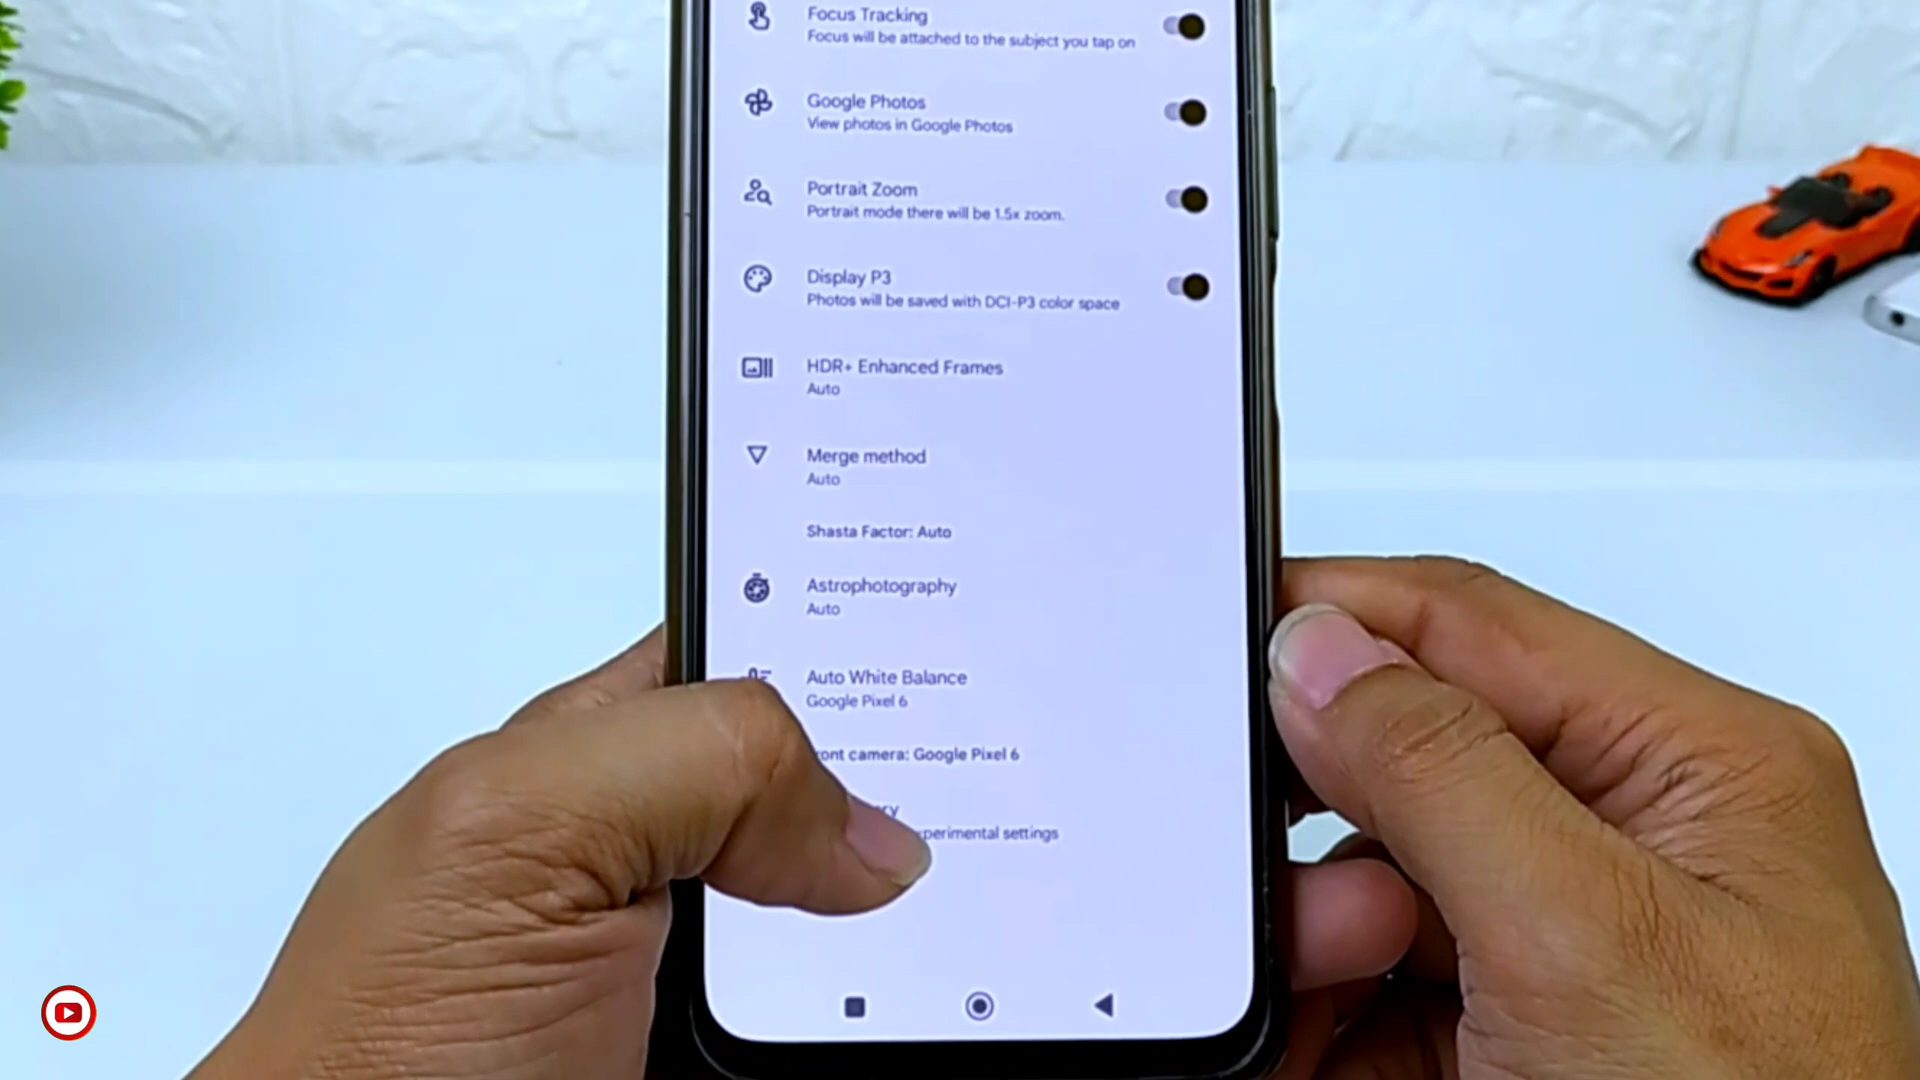 Focus Tracking
Focus will be attached to the subject you tap on
Google Photos
View photos in Google Photos
Portrait Zoom
Portrait mode there will be 1.5x zoom.
Display P3
Photos will be saved with DCI-P3 color space
HDR+ Enhanced Frames
Auto
Merge method
Auto
Shasta Factor: Auto
Astrophotography
Auto
Auto White Balance
Google Pixel 6
camera: Google Pixel 6
settings